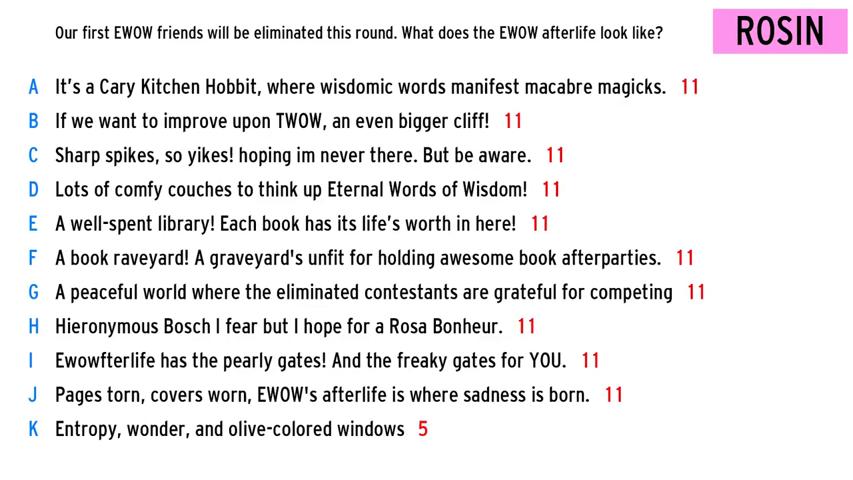 Our first EWOW friends will be eliminated this round. What does the EWOW afterlife look like?
ROSIN
A It's a Cary Kitchen Hobbit, where wisdomic words manifest macabre magicks. 11
B If we want to improve upon TWOW, an even bigger cliff! 11
C Sharp spikes, so yikes! hoping im never there. But be aware. 11
D Lots of comfy couches to think up Eternal Words of Wisdom! 11
E A well-spent library! Each book has its life's worth in here! 11
F A book raveyard! A graveyard's unfit for holding awesome book afterparties. 11
G A peaceful world where the eliminated contestants are grateful for competing 11
H Hieronymous Bosch I fear but I hope for a Rosa Bonheur. 11
I Ewowfterlife has the pearly gates! And the freaky gates for YOU. 11
J Pages torn, covers worn, EWOW's afterlife is where sadness is born. 11
K Entropy, wonder, and olive-colored windows 5